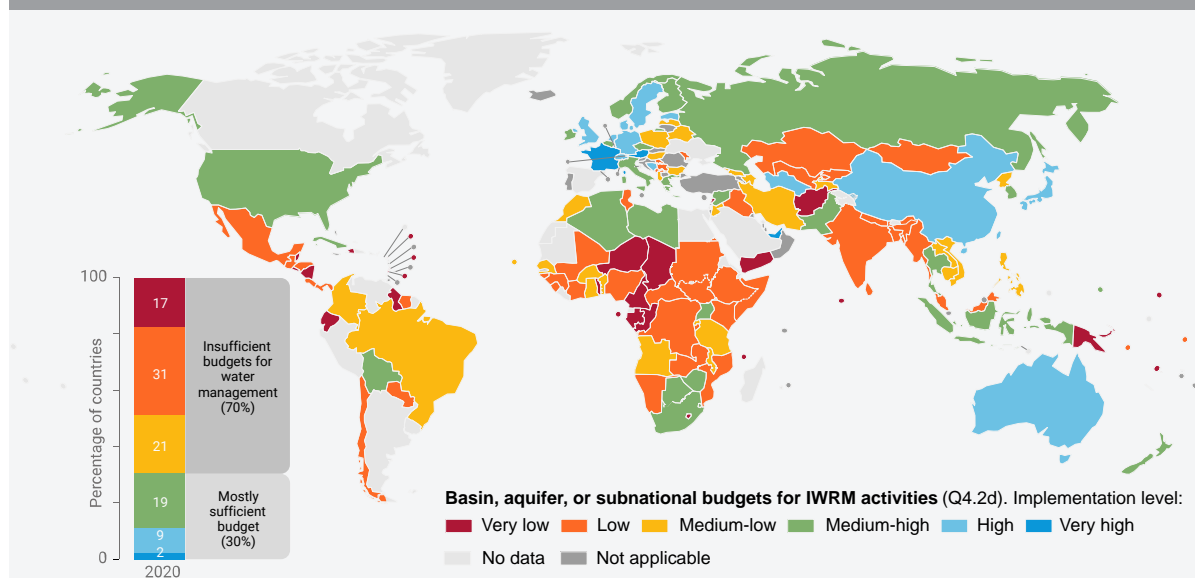 100
Percentage of countries
0
17
31
21
19
9
2
2020
Insufficient
budgets for
water
management
(70%)
Mostly
sufficient
budget
(30%)
Basin, aquifer, or subnational budgets for IWRM activities (Q4.2d). Implementation level:
Very low Low Medium-low Medium-high High Very high
No data Not applicable